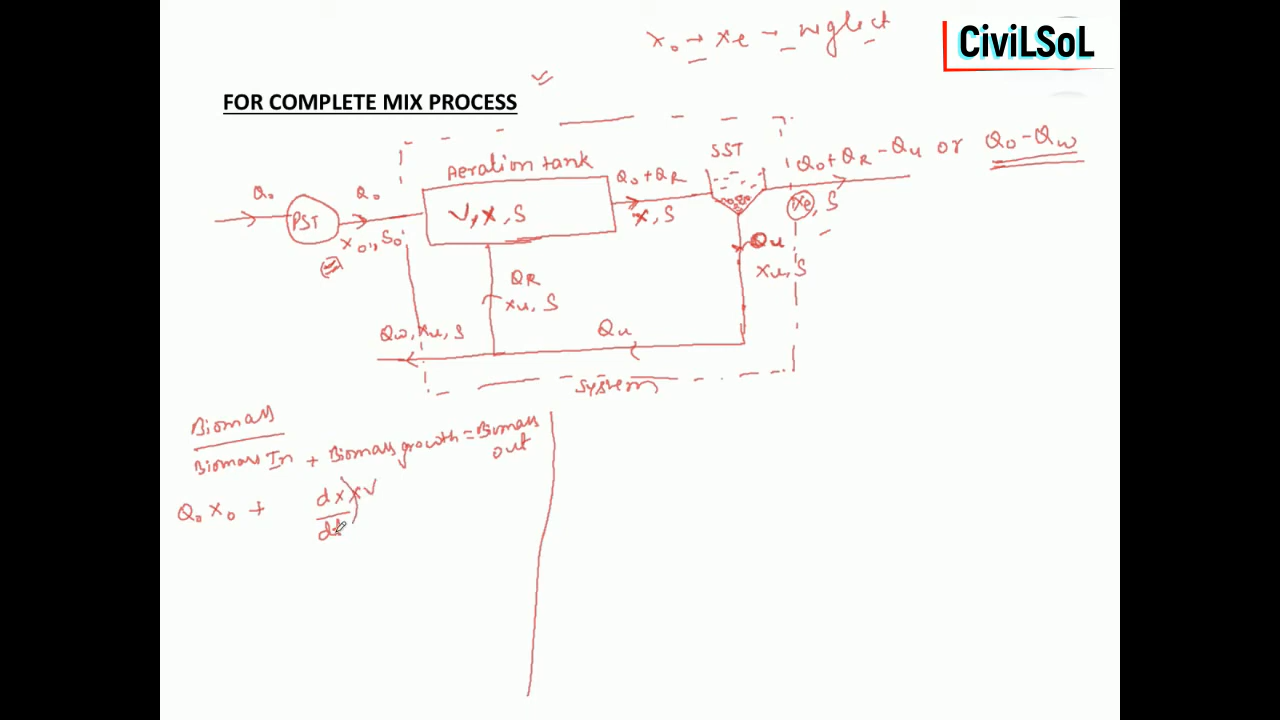 x₀ → xe → neglect
CiviLSoL
FOR COMPLETE MIX PROCESS
Aeration tank
SST
Q₀+QR-Qu or Q₀-Qw
Q₀
Q₀
Q₀+QR
PST
V, X, S
X, S
xe, S
x₀, S₀
Qu
xu, S
QR
xu, S
Qw, xu, S
Qu
System
Biomass
Biomass In + Biomass growth = Biomass out
Q₀ X₀ + dx/dt × V